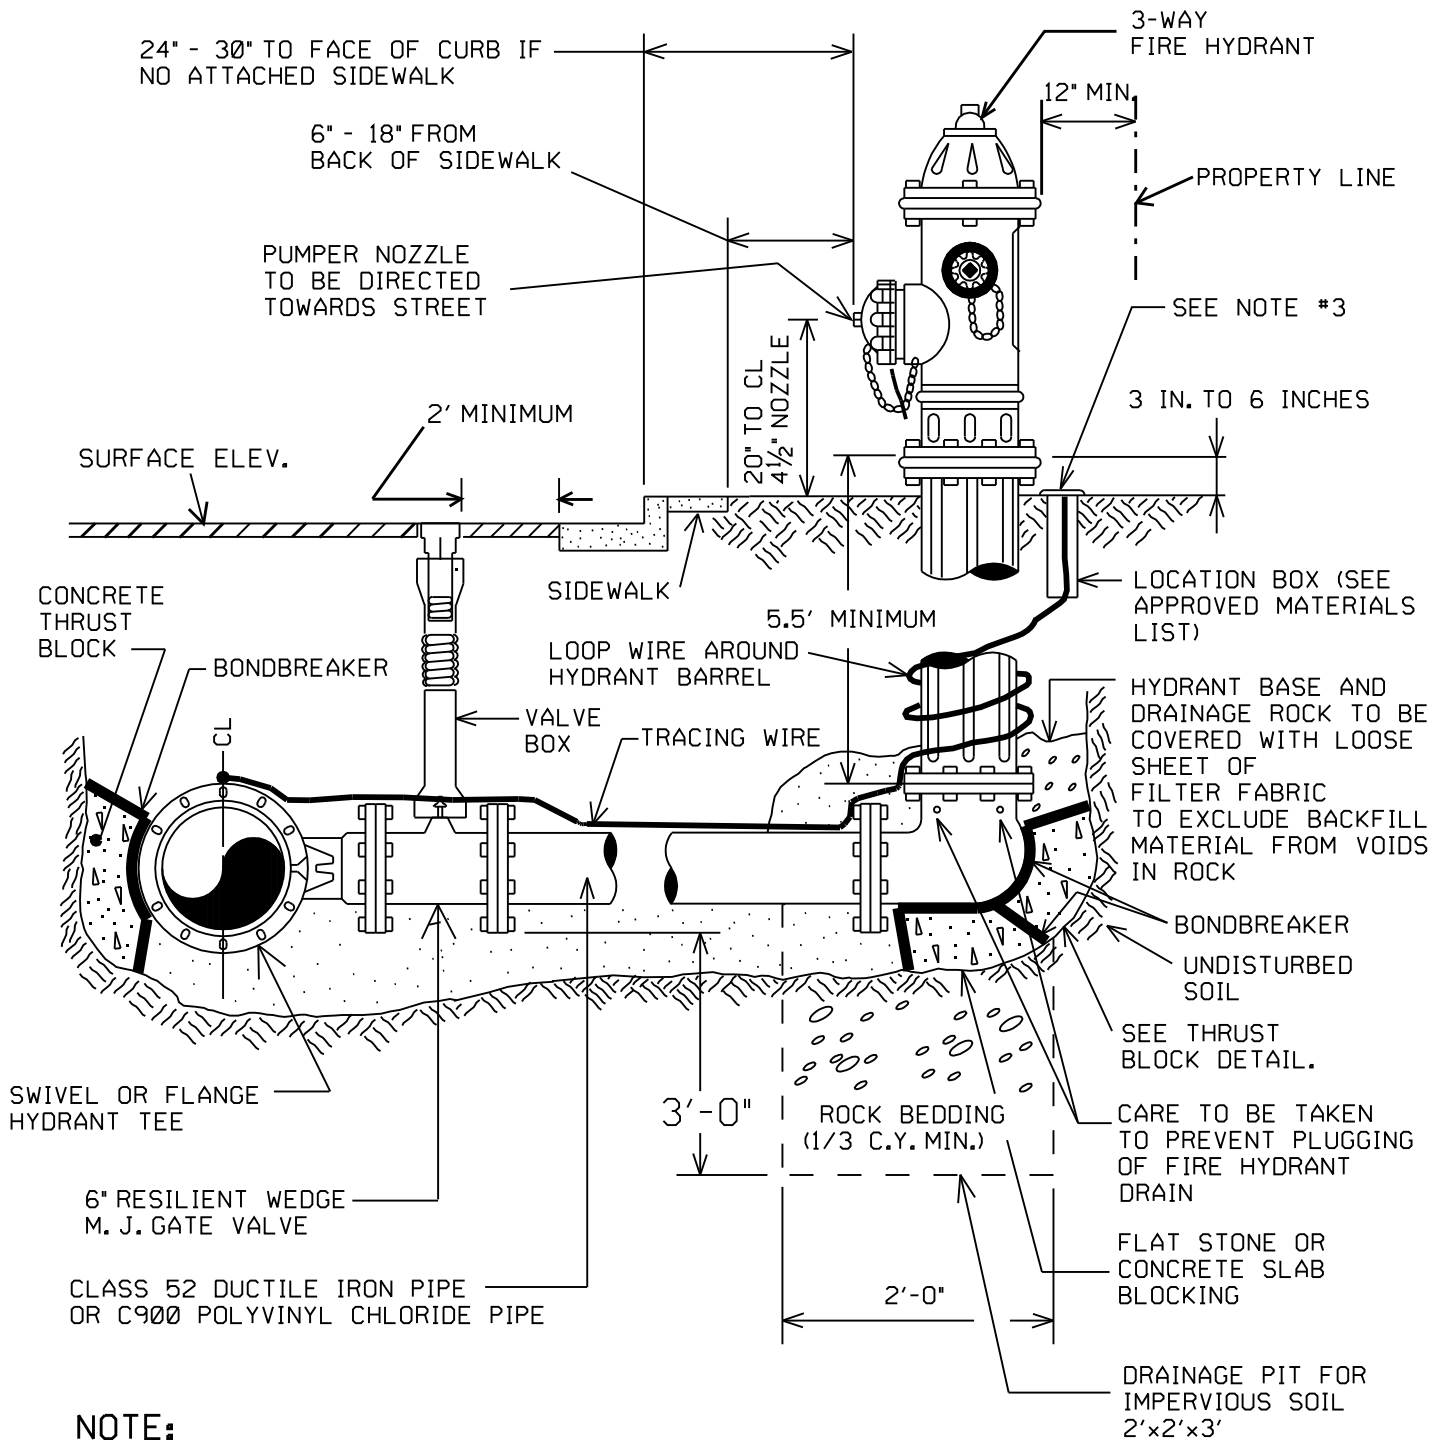 3-WAY
FIRE HYDRANT
24" - 30" TO FACE OF CURB IF
NO ATTACHED SIDEWALK
12" MIN.
6" - 18" FROM
BACK OF SIDEWALK
PROPERTY LINE
PUMPER NOZZLE
TO BE DIRECTED
TOWARDS STREET
SEE NOTE #3
20" TO CL
4½" NOZZLE
3 IN. TO 6 INCHES
2' MINIMUM
SURFACE ELEV.
SIDEWALK
LOCATION BOX (SEE
APPROVED MATERIALS
LIST)
CONCRETE
THRUST
BLOCK
5.5' MINIMUM
BONDBREAKER
LOOP WIRE AROUND
HYDRANT BARREL
HYDRANT BASE AND
DRAINAGE ROCK TO BE
COVERED WITH LOOSE
SHEET OF
FILTER FABRIC
TO EXCLUDE BACKFILL
MATERIAL FROM VOIDS
IN ROCK
CL
VALVE
BOX
TRACING WIRE
BONDBREAKER
UNDISTURBED
SOIL
SEE THRUST
BLOCK DETAIL.
SWIVEL OR FLANGE
HYDRANT TEE
3'-0"
ROCK BEDDING
(1/3 C.Y. MIN.)
CARE TO BE TAKEN
TO PREVENT PLUGGING
OF FIRE HYDRANT
DRAIN
6" RESILIENT WEDGE
M.J. GATE VALVE
FLAT STONE OR
CONCRETE SLAB
BLOCKING
CLASS 52 DUCTILE IRON PIPE
OR C900 POLYVINYL CHLORIDE PIPE
2'-0"
DRAINAGE PIT FOR
IMPERVIOUS SOIL
2'x2'x3'
NOTE: